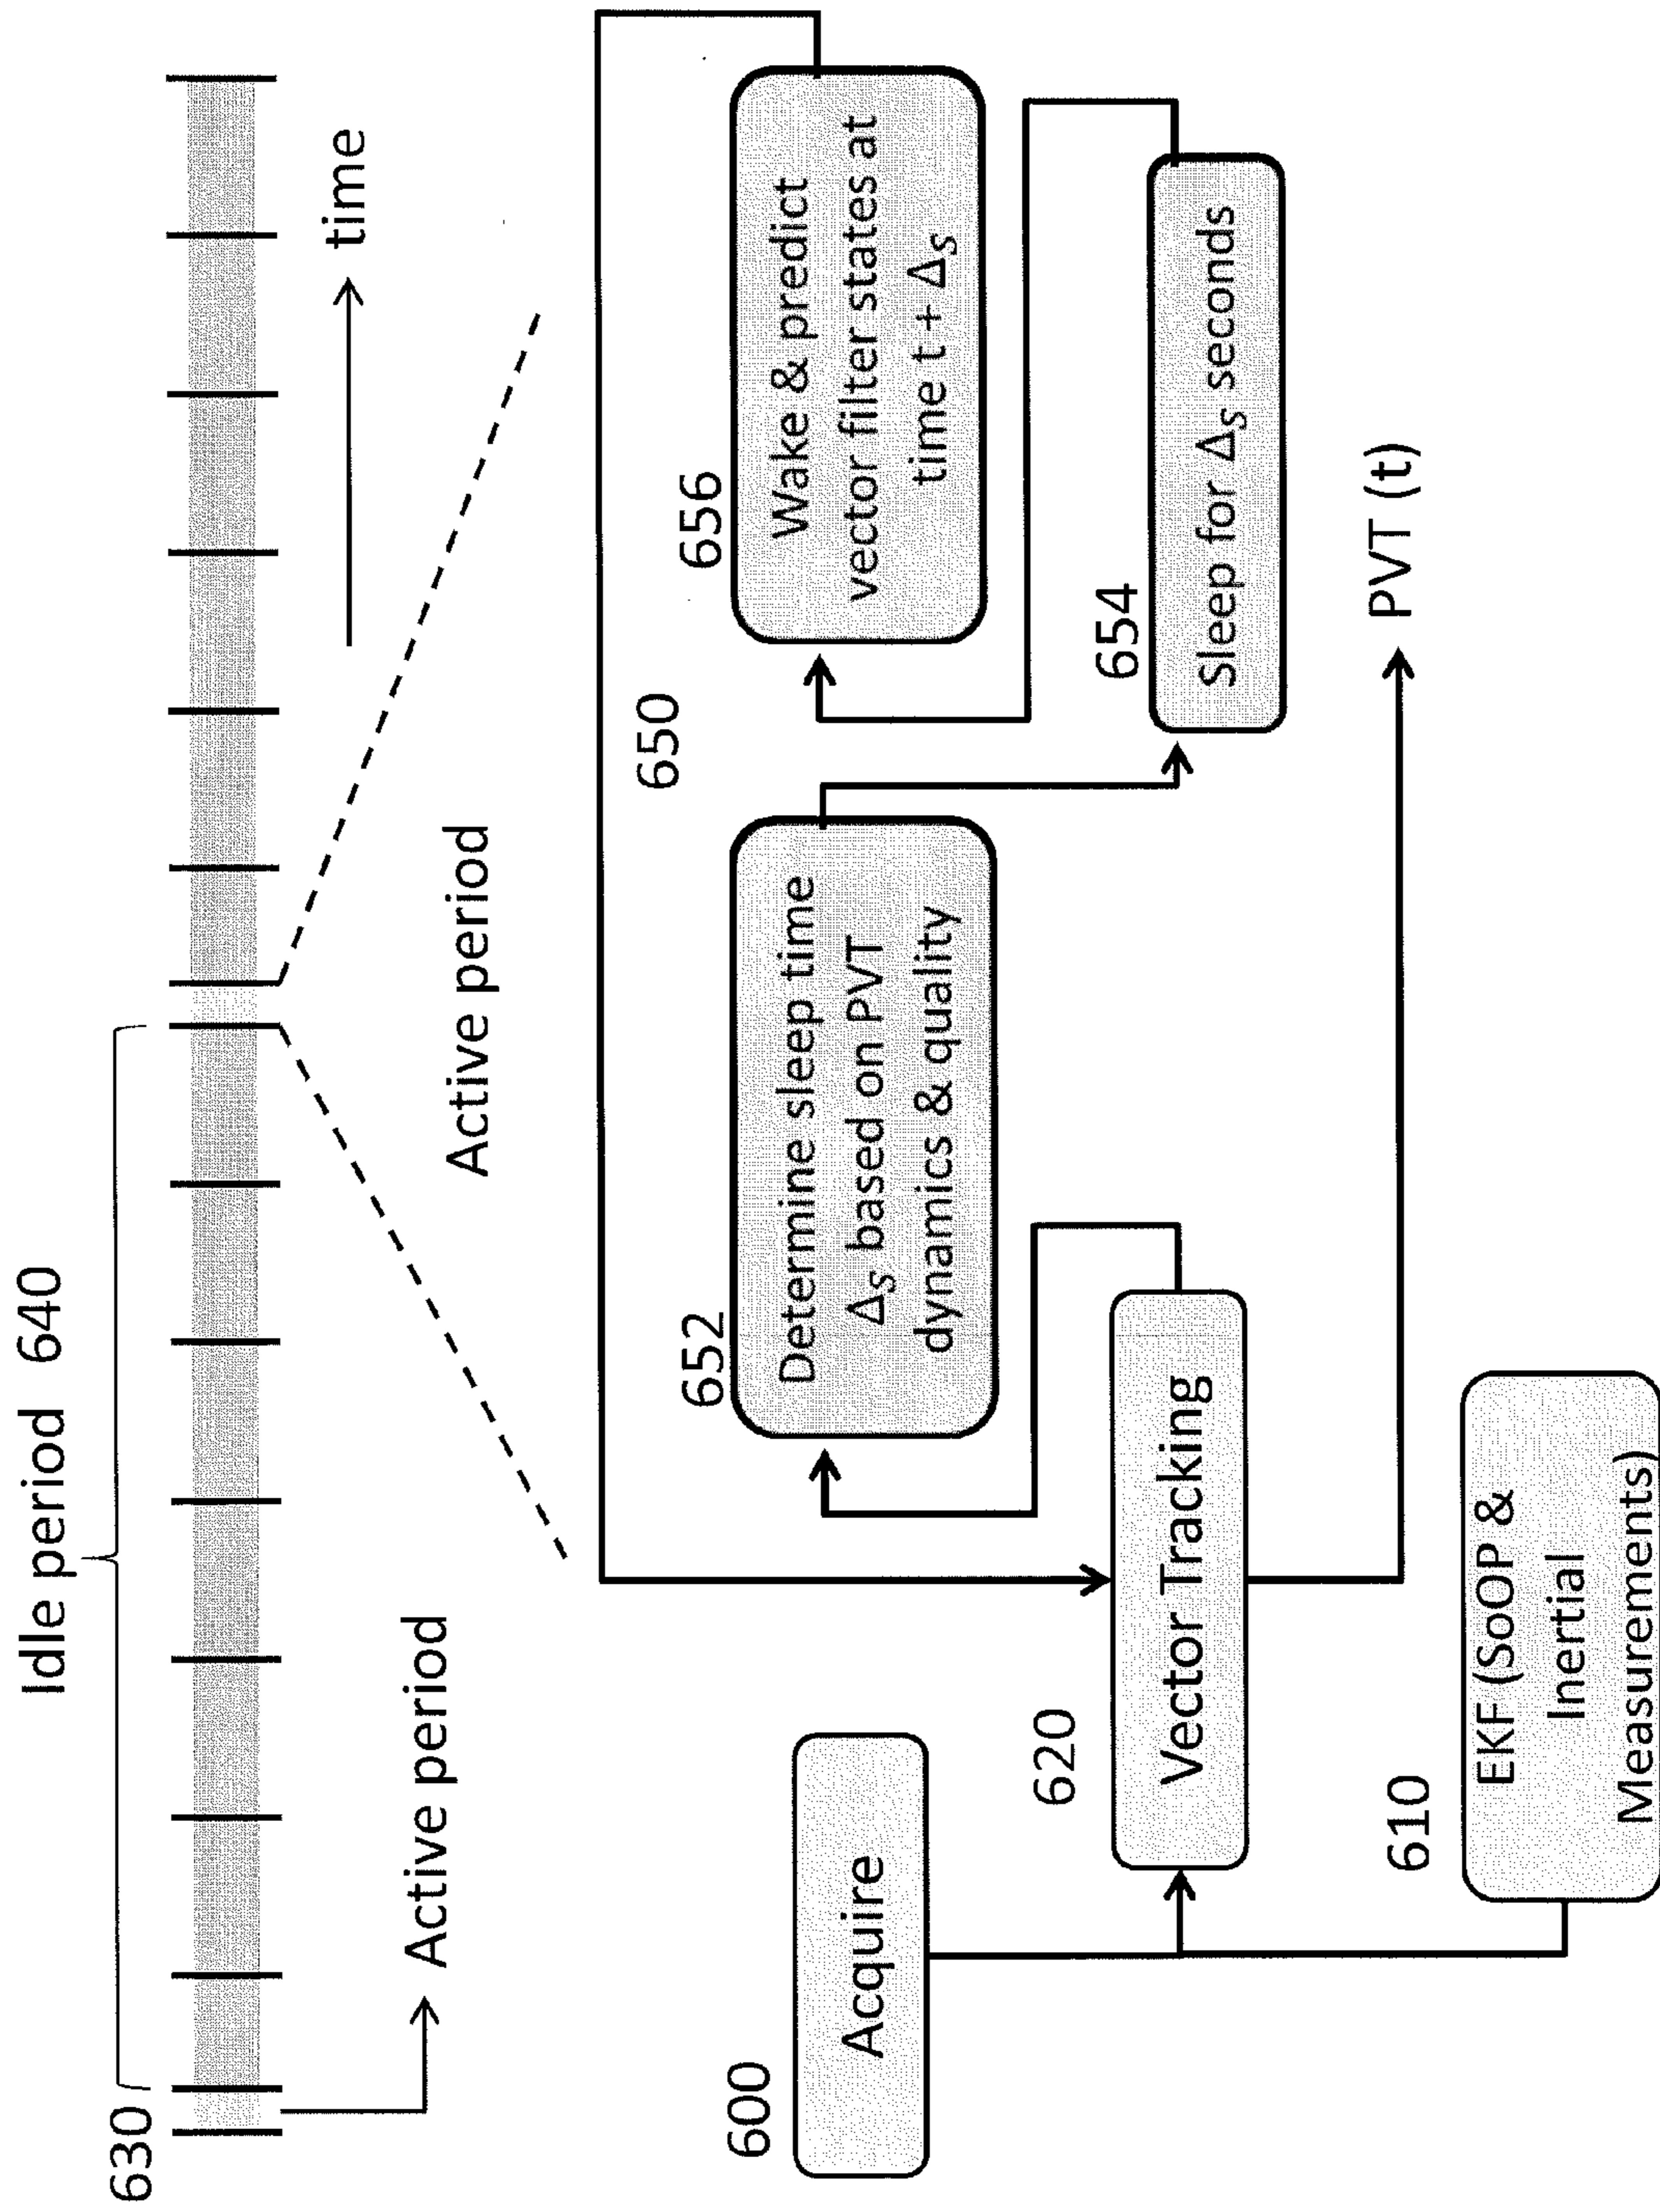 Idle period 640
630
Active period
time
Active period
650
652
Determine sleep time
Δs based on PVT
dynamics & quality
656
Wake & predict
vector filter states at
time t + Δs
654
Sleep for Δs seconds
600
Acquire
620
Vector Tracking
PVT (t)
610
EKF (SoOP &
Inertial
Measurements)